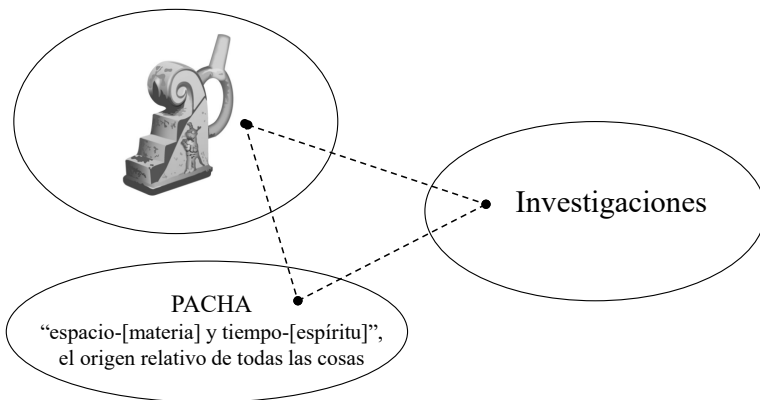 Investigaciones
PACHA
“espacio-[materia] y tiempo-[espíritu]”,
el origen relativo de todas las cosas